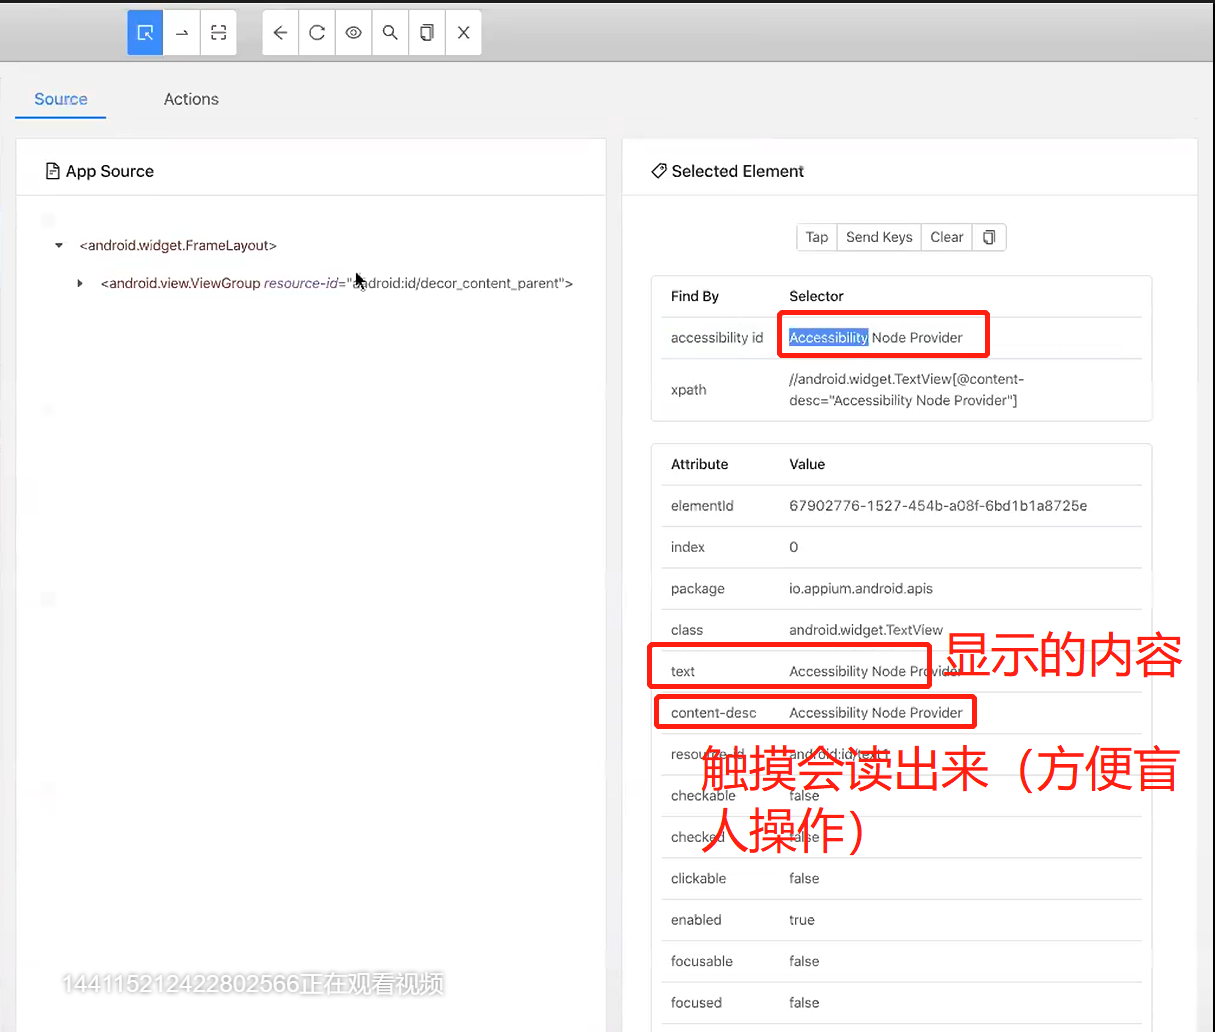 Source
Actions
App Source
<android.widget.FrameLayout>
<android.view.ViewGroup resource-id="android:id/decor_content_parent">
Selected Element
Tap
Send Keys
Clear
Find By Selector
accessibility id Accessibility Node Provider
xpath //android.widget.TextView[@content-
desc="Accessibility Node Provider"]
Attribute Value
elementId 67902776-1527-454b-a08f-6bd1b1a8725e
index 0
package io.appium.android.apis
class android.widget.TextView
显示的内容
text Accessibility Node Provider
content-desc Accessibility Node Provider
resource-id android:id/text1
触摸会读出来（方便盲
人操作）
checkable false
checked false
clickable false
enabled true
focusable false
focused false
144115212422802566正在观看视频